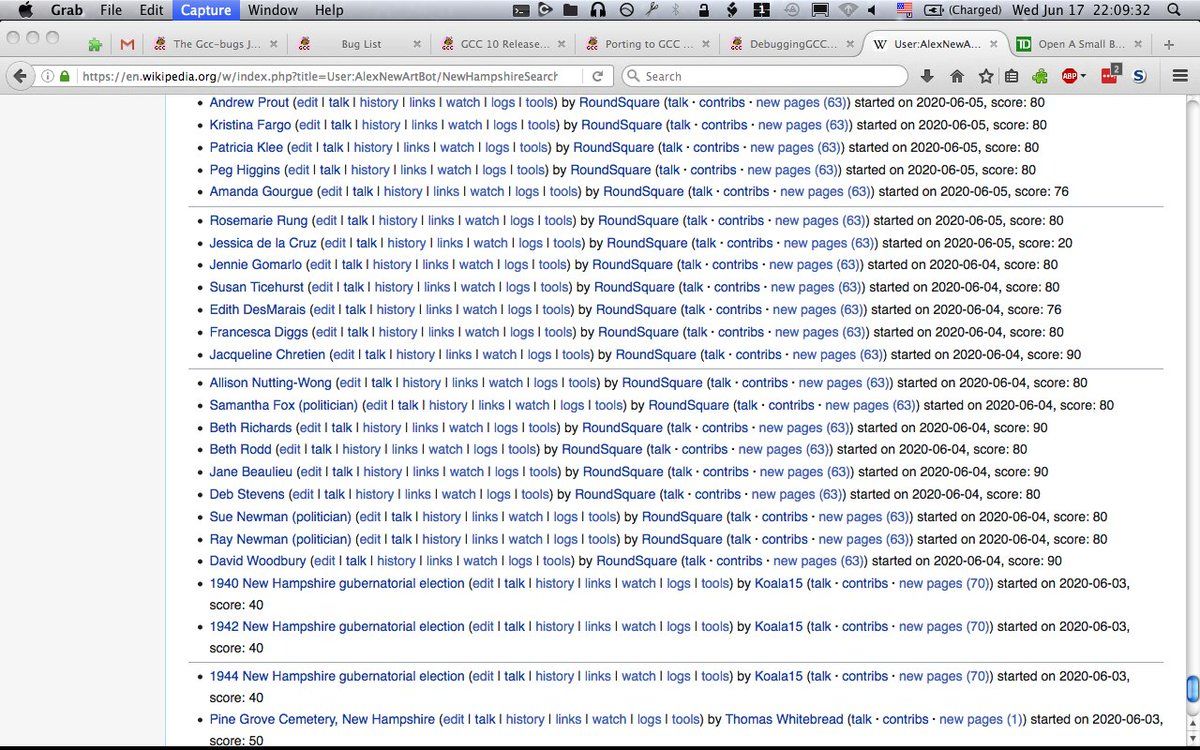 Grab File Edit Capture Window Help (Charged) Wed Jun 17 22:09:32
The Gcc-bugs J... Bug List GCC 10 Release... Porting to GCC ... DebuggingGCC... User:AlexNewA... Open A Small B...
https://en.wikipedia.org/w/index.php?title=User:AlexNewArtBot/NewHampshireSearch Search ABP 2
• Andrew Prout (edit | talk | history | links | watch | logs | tools) by RoundSquare (talk · contribs · new pages (63)) started on 2020-06-05, score: 80
• Kristina Fargo (edit | talk | history | links | watch | logs | tools) by RoundSquare (talk · contribs · new pages (63)) started on 2020-06-05, score: 80
• Patricia Klee (edit | talk | history | links | watch | logs | tools) by RoundSquare (talk · contribs · new pages (63)) started on 2020-06-05, score: 80
• Peg Higgins (edit | talk | history | links | watch | logs | tools) by RoundSquare (talk · contribs · new pages (63)) started on 2020-06-05, score: 80
• Amanda Gourgue (edit | talk | history | links | watch | logs | tools) by RoundSquare (talk · contribs · new pages (63)) started on 2020-06-05, score: 76
• Rosemarie Rung (edit | talk | history | links | watch | logs | tools) by RoundSquare (talk · contribs · new pages (63)) started on 2020-06-05, score: 80
• Jessica de la Cruz (edit | talk | history | links | watch | logs | tools) by RoundSquare (talk · contribs · new pages (63)) started on 2020-06-05, score: 20
• Jennie Gomarlo (edit | talk | history | links | watch | logs | tools) by RoundSquare (talk · contribs · new pages (63)) started on 2020-06-04, score: 80
• Susan Ticehurst (edit | talk | history | links | watch | logs | tools) by RoundSquare (talk · contribs · new pages (63)) started on 2020-06-04, score: 80
• Edith DesMarais (edit | talk | history | links | watch | logs | tools) by RoundSquare (talk · contribs · new pages (63)) started on 2020-06-04, score: 76
• Francesca Diggs (edit | talk | history | links | watch | logs | tools) by RoundSquare (talk · contribs · new pages (63)) started on 2020-06-04, score: 80
• Jacqueline Chretien (edit | talk | history | links | watch | logs | tools) by RoundSquare (talk · contribs · new pages (63)) started on 2020-06-04, score: 90
• Allison Nutting-Wong (edit | talk | history | links | watch | logs | tools) by RoundSquare (talk · contribs · new pages (63)) started on 2020-06-04, score: 80
• Samantha Fox (politician) (edit | talk | history | links | watch | logs | tools) by RoundSquare (talk · contribs · new pages (63)) started on 2020-06-04, score: 80
• Beth Richards (edit | talk | history | links | watch | logs | tools) by RoundSquare (talk · contribs · new pages (63)) started on 2020-06-04, score: 90
• Beth Rodd (edit | talk | history | links | watch | logs | tools) by RoundSquare (talk · contribs · new pages (63)) started on 2020-06-04, score: 80
• Jane Beaulieu (edit | talk | history | links | watch | logs | tools) by RoundSquare (talk · contribs · new pages (63)) started on 2020-06-04, score: 90
• Deb Stevens (edit | talk | history | links | watch | logs | tools) by RoundSquare (talk · contribs · new pages (63)) started on 2020-06-04, score: 80
• Sue Newman (politician) (edit | talk | history | links | watch | logs | tools) by RoundSquare (talk · contribs · new pages (63)) started on 2020-06-04, score: 80
• Ray Newman (politician) (edit | talk | history | links | watch | logs | tools) by RoundSquare (talk · contribs · new pages (63)) started on 2020-06-04, score: 80
• David Woodbury (edit | talk | history | links | watch | logs | tools) by RoundSquare (talk · contribs · new pages (63)) started on 2020-06-04, score: 90
• 1940 New Hampshire gubernatorial election (edit | talk | history | links | watch | logs | tools) by Koala15 (talk · contribs · new pages (70)) started on 2020-06-03,
score: 40
• 1942 New Hampshire gubernatorial election (edit | talk | history | links | watch | logs | tools) by Koala15 (talk · contribs · new pages (70)) started on 2020-06-03,
score: 40
• 1944 New Hampshire gubernatorial election (edit | talk | history | links | watch | logs | tools) by Koala15 (talk · contribs · new pages (70)) started on 2020-06-03,
score: 40
• Pine Grove Cemetery, New Hampshire (edit | talk | history | links | watch | logs | tools) by Thomas Whitebread (talk · contribs · new pages (1)) started on 2020-06-03,
score: 50